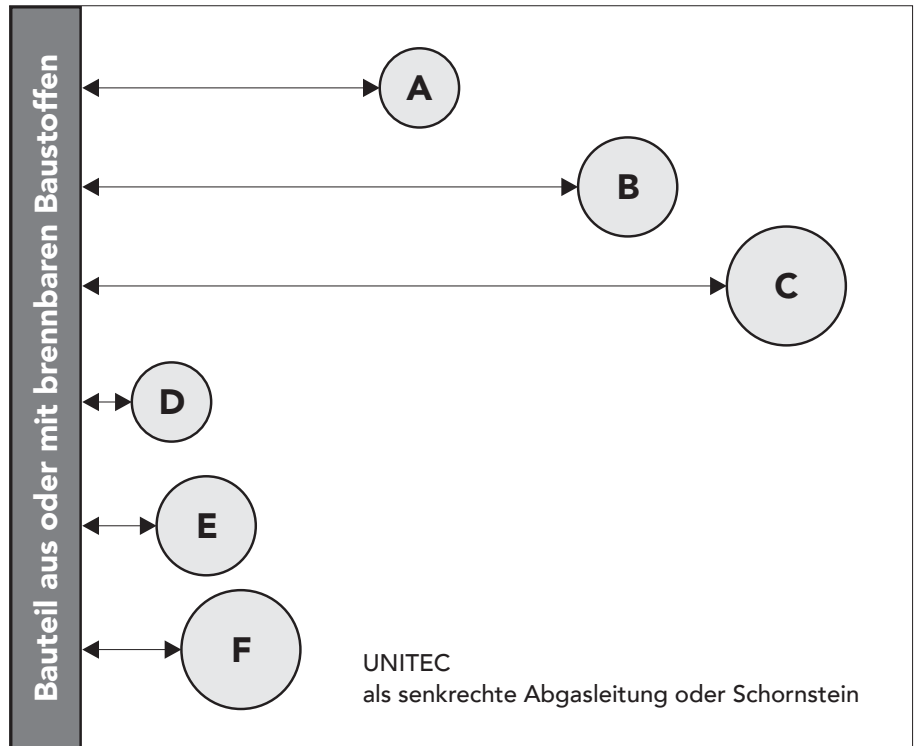 Bauteil aus oder mit brennbaren Baustoffen
A
B
C
D
E
F
UNITEC
als senkrechte Abgasleitung oder Schornstein